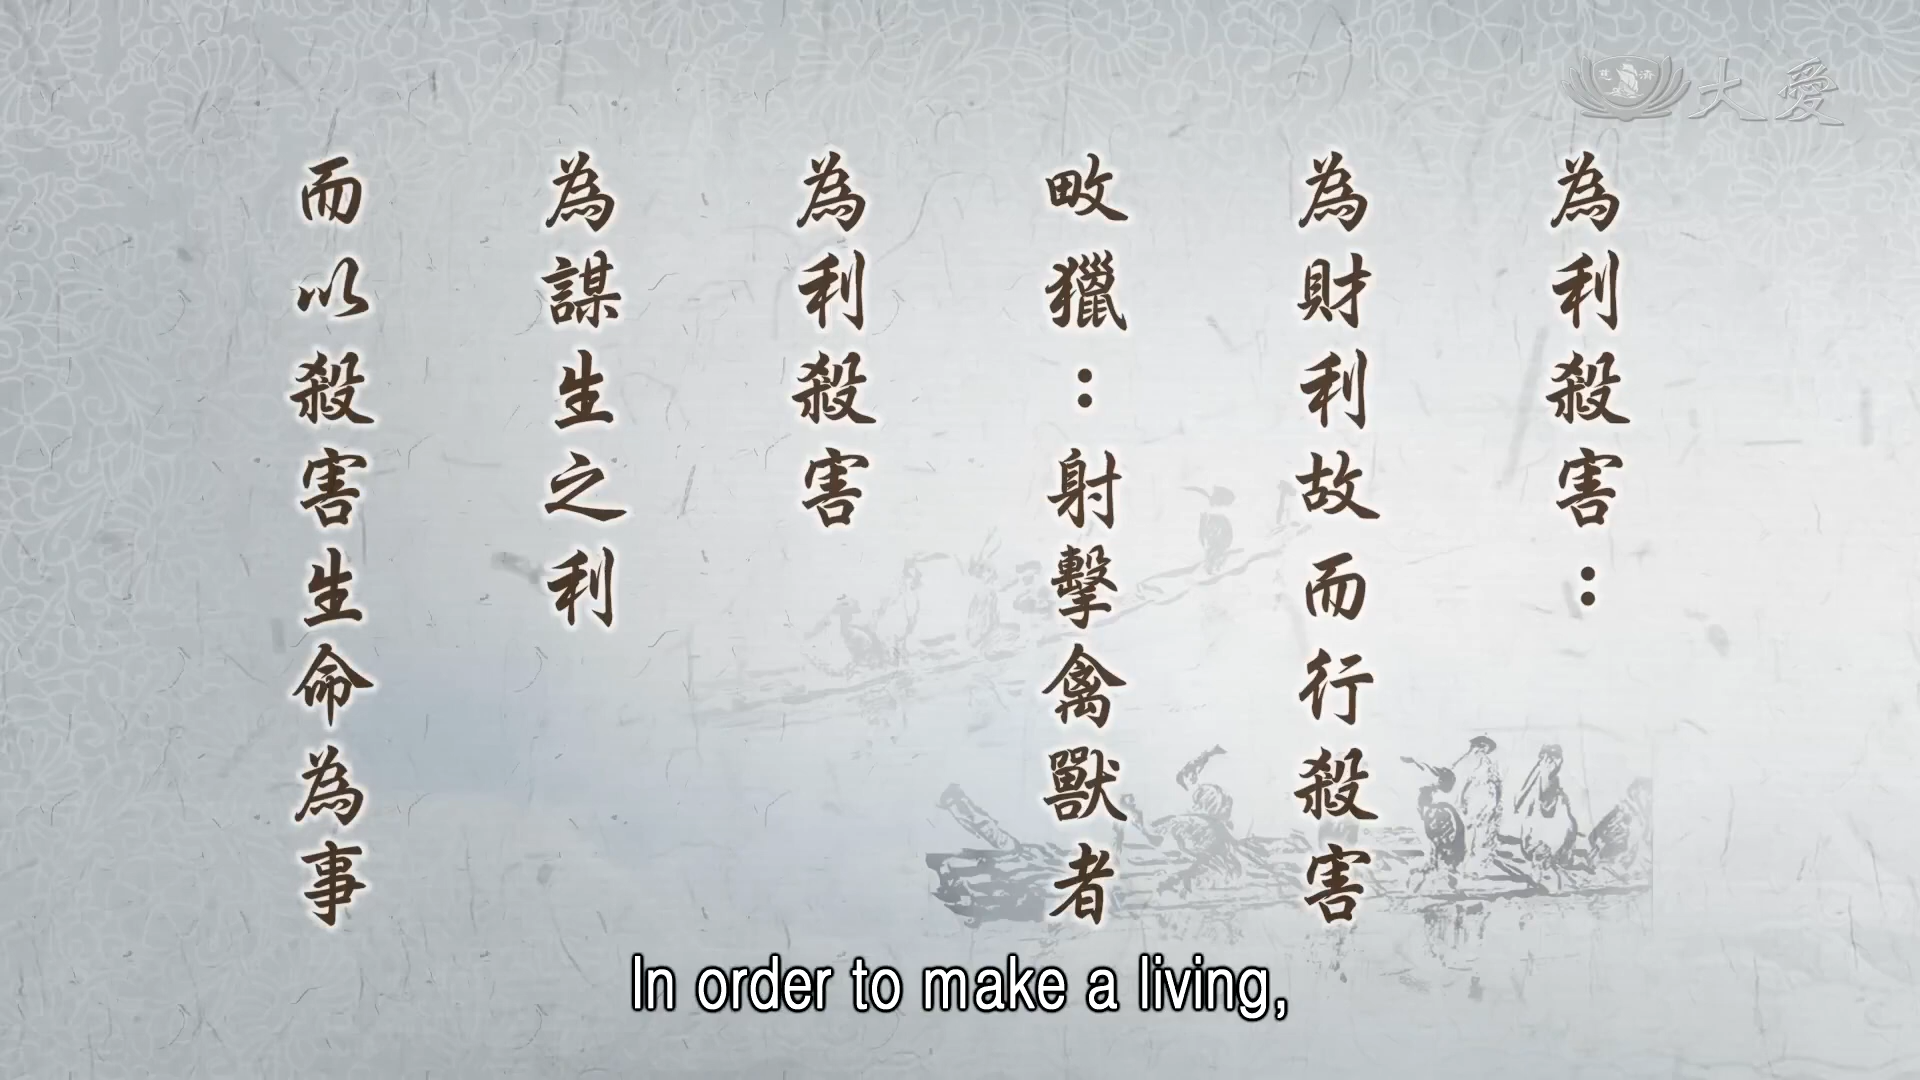 為利殺害：
為財利故而行殺害
畋獵：射擊禽獸者
為利殺害
為謀生之利
而以殺害生命為事
In order to make a living,
慈濟
大愛